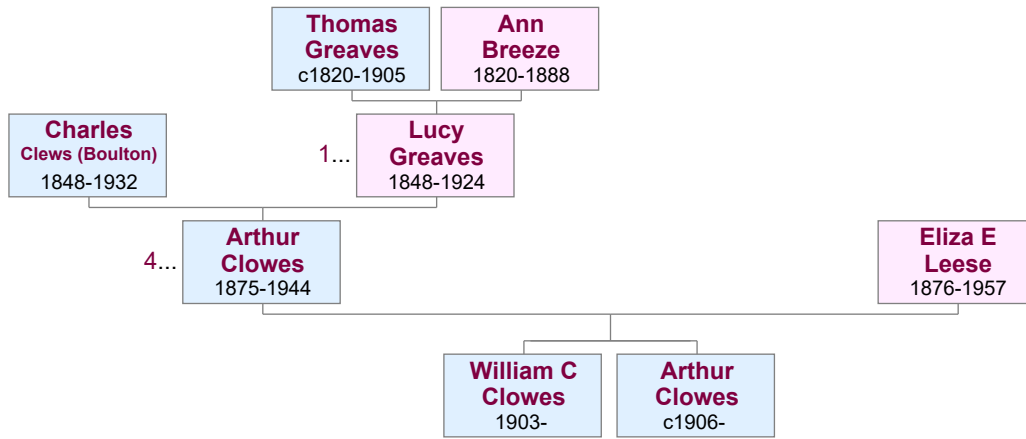 Thomas
Greaves
c1820-1905
Ann
Breeze
1820-1888
Charles
Clews (Boulton)
1848-1932
1...
Lucy
Greaves
1848-1924
4...
Arthur
Clowes
1875-1944
Eliza E
Leese
1876-1957
William C
Clowes
1903-
Arthur
Clowes
c1906-